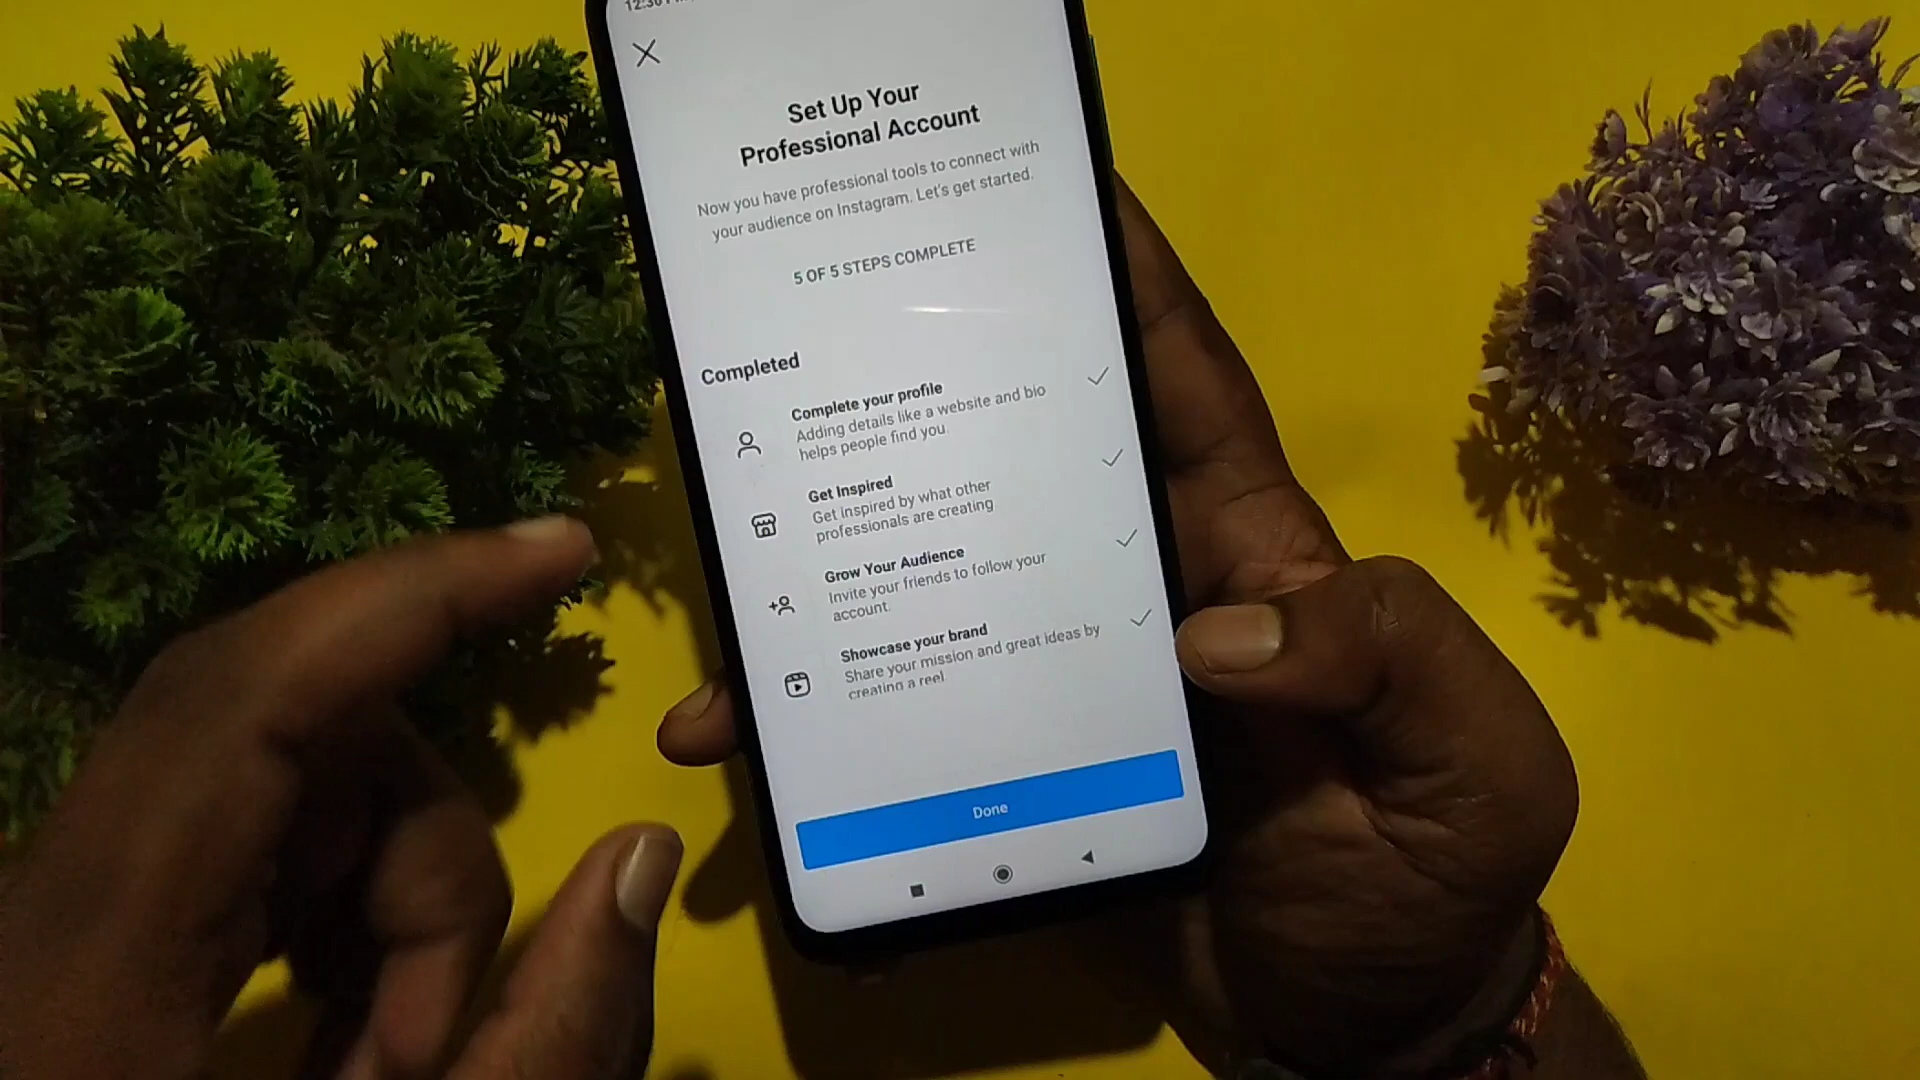 Set Up Your
Professional Account
Now you have professional tools to connect with
your audience on Instagram. Let's get started.
5 OF 5 STEPS COMPLETE
Completed
Complete your profile
Adding details like a website and bio
helps people find you.
Get Inspired
Get inspired by what other
professionals are creating
Grow Your Audience
Invite your friends to follow your
account.
Showcase your brand
Share your mission and great ideas by
creating a reel
Done